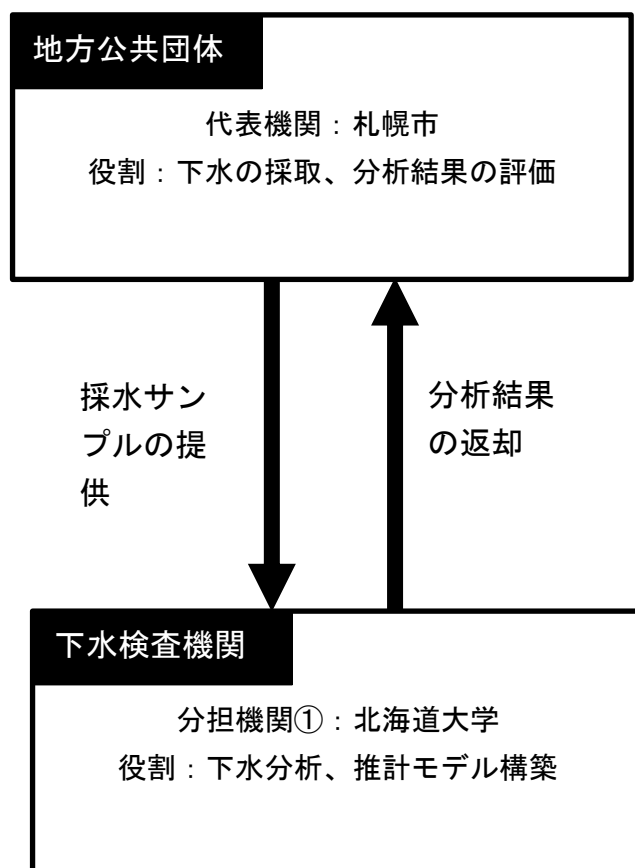 地方公共団体
代表機関：札幌市
役割：下水の採取、分析結果の評価
採水サン
プルの提
供
分析結果
の返却
下水検査機関
分担機関①：北海道大学
役割：下水分析、推計モデル構築